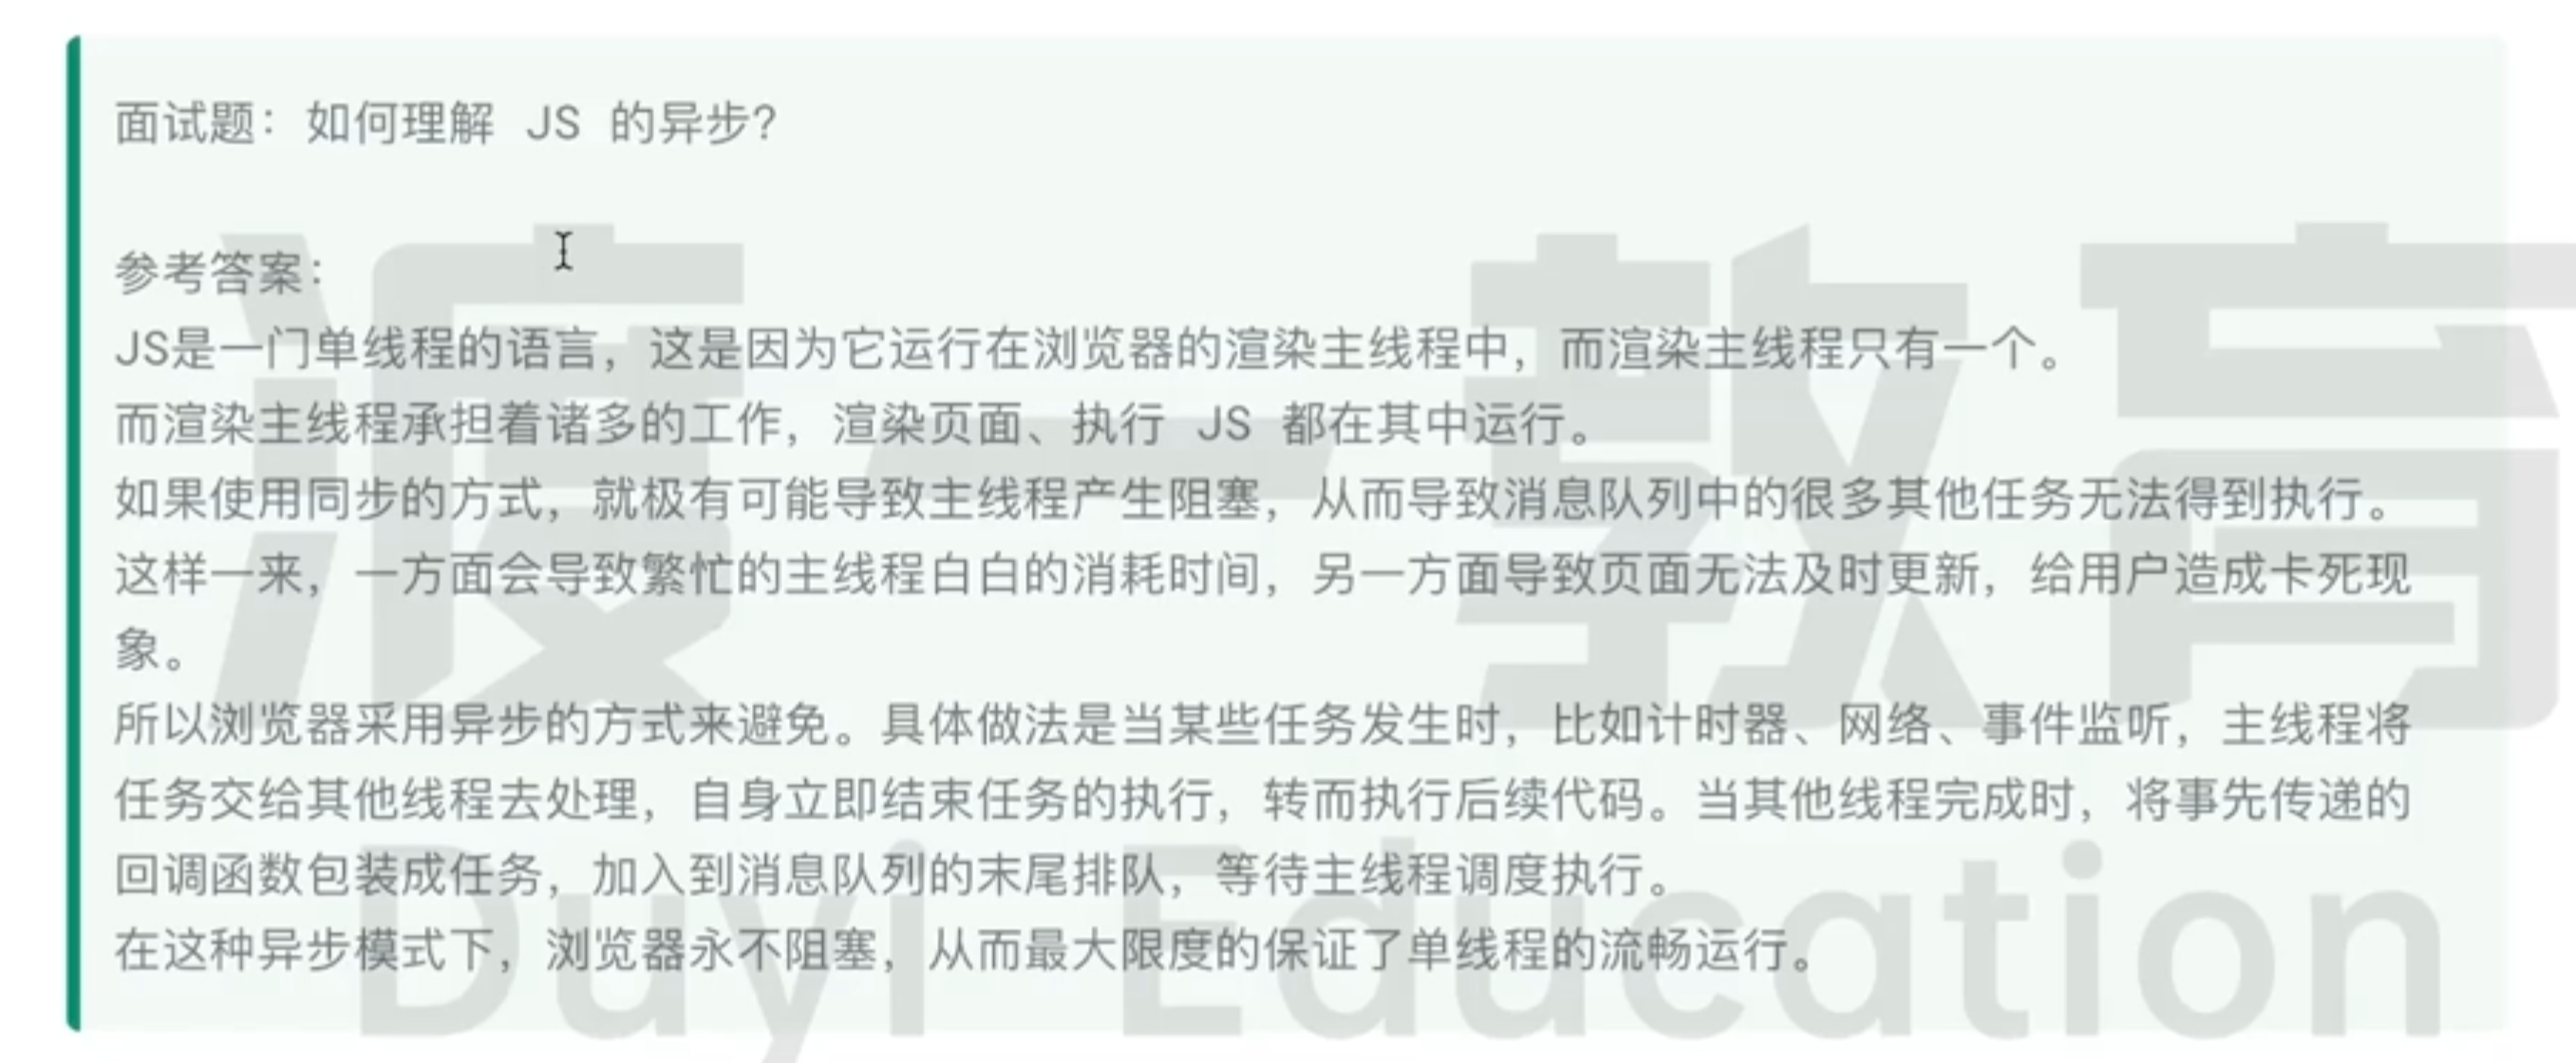 面试题：如何理解 JS 的异步？
参考答案：
JS是一门单线程的语言，这是因为它运行在浏览器的渲染主线程中，而渲染主线程只有一个。
而渲染主线程承担着诸多的工作，渲染页面、执行 JS 都在其中运行。
如果使用同步的方式，就极有可能导致主线程产生阻塞，从而导致消息队列中的很多其他任务无法得到执行。
这样一来，一方面会导致繁忙的主线程白白的消耗时间，另一方面导致页面无法及时更新，给用户造成卡死现
象。
所以浏览器采用异步的方式来避免。具体做法是当某些任务发生时，比如计时器、网络、事件监听，主线程将
任务交给其他线程去处理，自身立即结束任务的执行，转而执行后续代码。当其他线程完成时，将事先传递的
回调函数包装成任务，加入到消息队列的末尾排队，等待主线程调度执行。
在这种异步模式下，浏览器永不阻塞，从而最大限度的保证了单线程的流畅运行。
渡一教育
Duyi Education